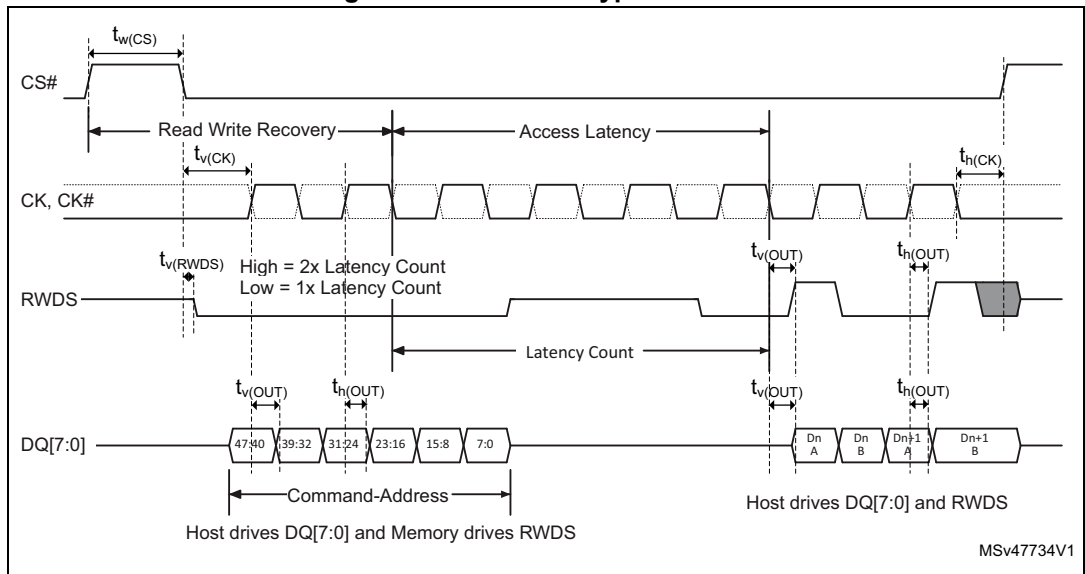 tw(CS)
CS#
Read Write Recovery
Access Latency
tv(CK)
th(CK)
CK, CK#
tv(RWDS)
High = 2x Latency Count
Low = 1x Latency Count
tv(OUT)
th(OUT)
RWDS
Latency Count
tv(OUT)
th(OUT)
tv(OUT)
th(OUT)
DQ[7:0]
47:40 39:32 31:24 23:16 15:8 7:0
Dn A
Dn B
Dn+1 A
Dn+1 B
Command-Address
Host drives DQ[7:0] and RWDS
Host drives DQ[7:0] and Memory drives RWDS
MSv47734V1